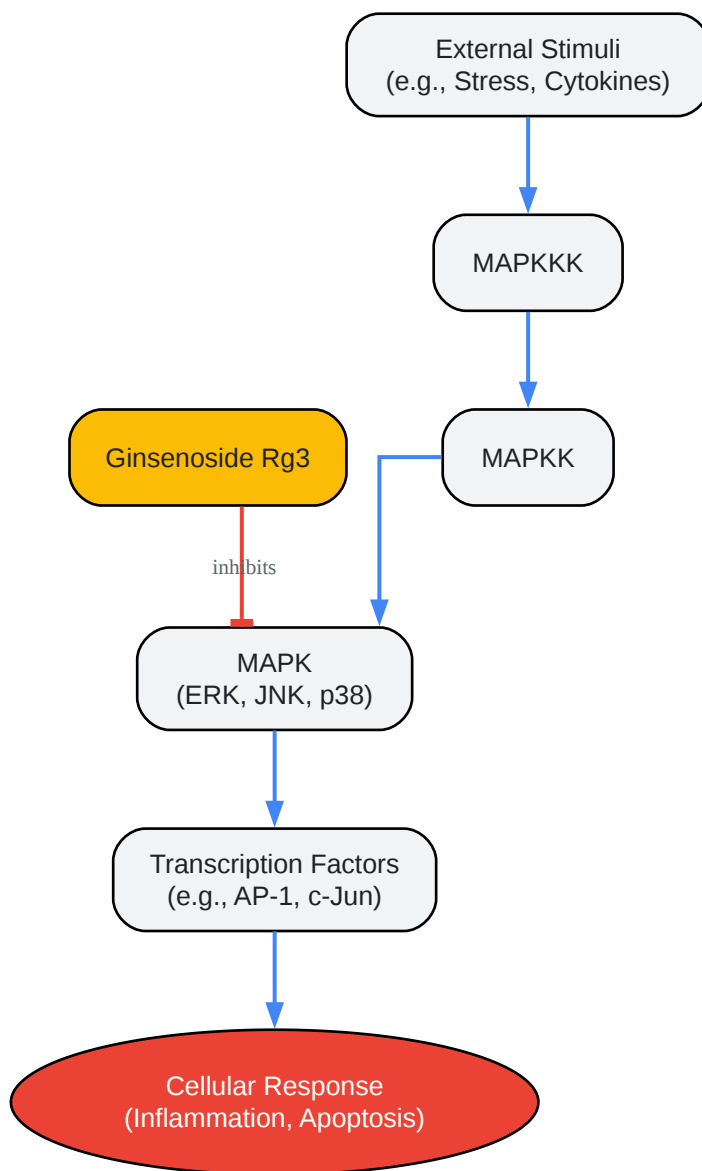 External Stimuli
(e.g., Stress, Cytokines)
MAPKKK
Ginsenoside Rg3
MAPKK
inhibits
MAPK
(ERK, JNK, p38)
Transcription Factors
(e.g., AP-1, c-Jun)
Cellular Response
(Inflammation, Apoptosis)